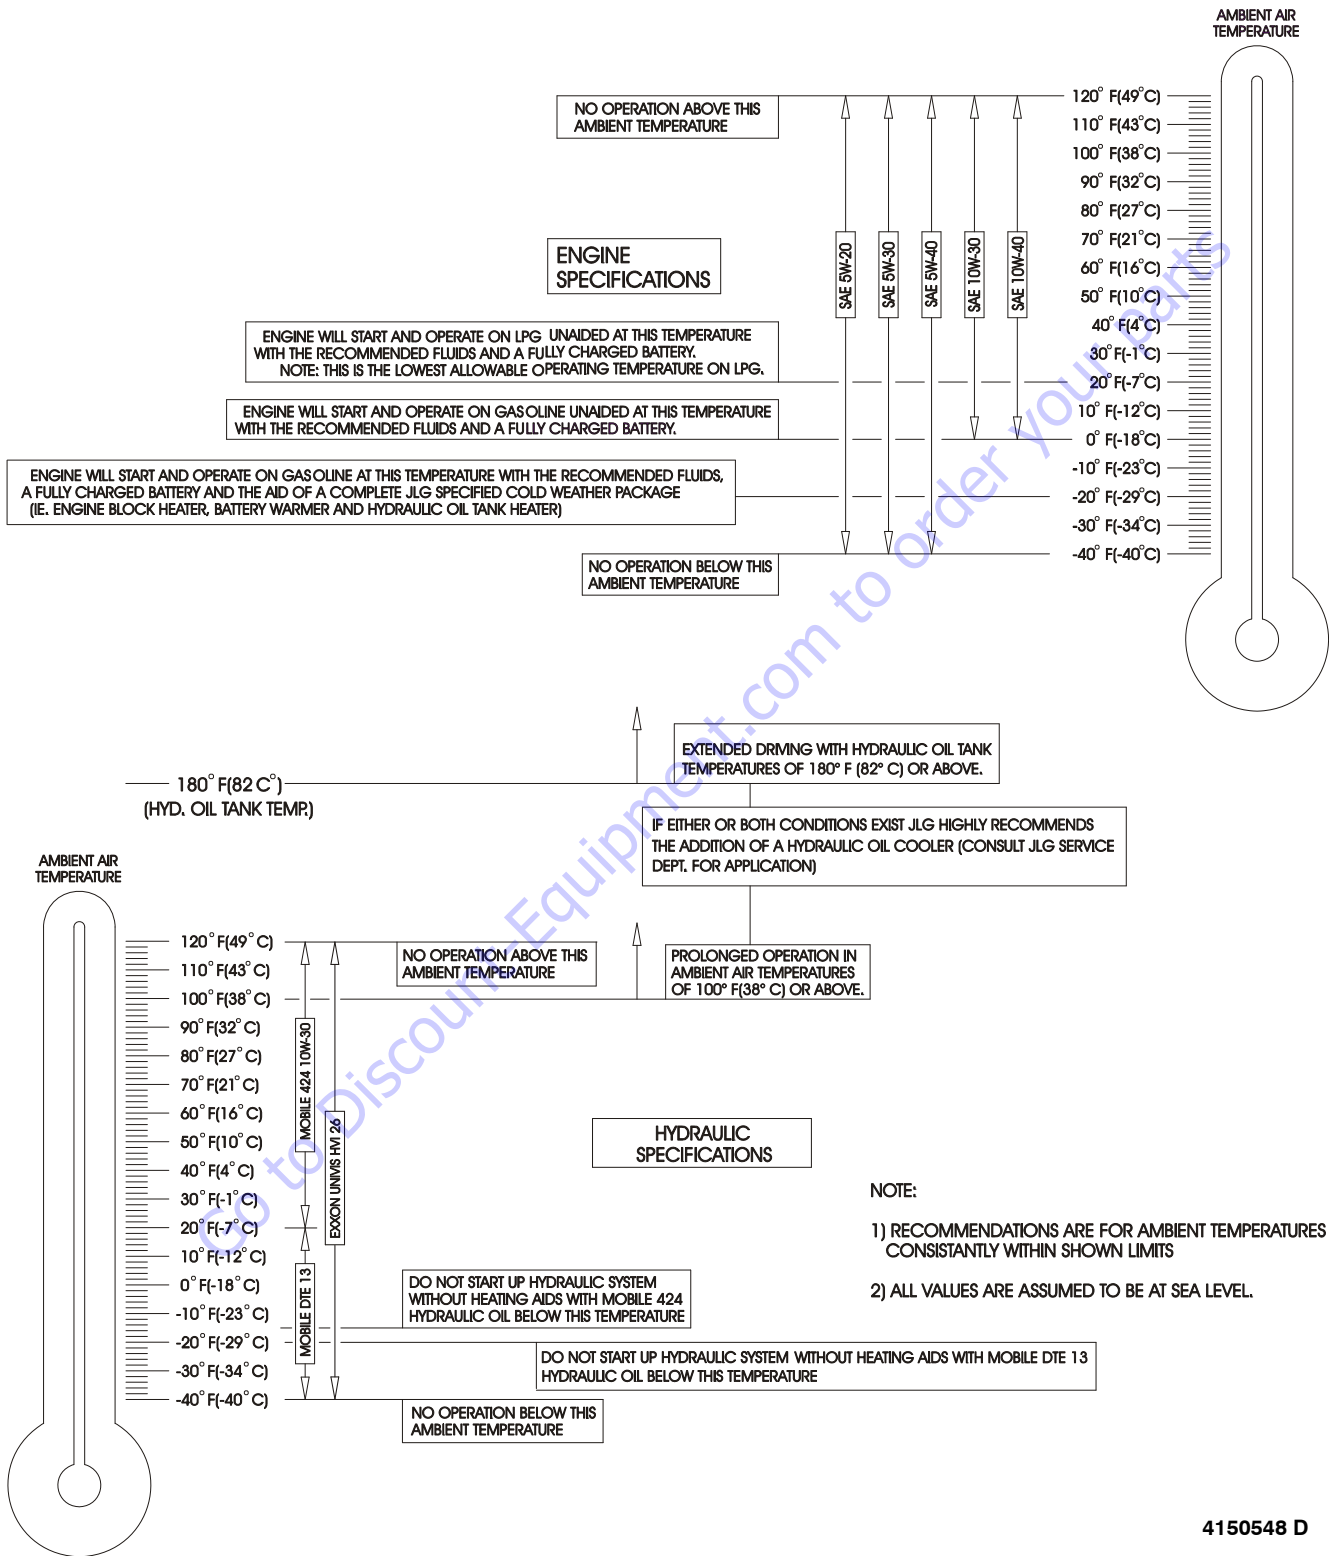 AMBIENT AIR
TEMPERATURE
120° F(49°C)
110° F(43°C)
100° F(38°C)
90° F(32°C)
80° F(27°C)
70° F(21°C)
60° F(16°C)
50° F(10°C)
40° F(4°C)
30° F(-1°C)
20° F(-7°C)
10° F(-12°C)
0° F(-18°C)
-10° F(-23°C)
-20° F(-29°C)
-30° F(-34°C)
-40° F(-40°C)
NO OPERATION ABOVE THIS
AMBIENT TEMPERATURE
SAE 5W-20
SAE 5W-30
SAE 5W-40
SAE 10W-30
SAE 10W-40
ENGINE
SPECIFICATIONS
ENGINE WILL START AND OPERATE ON LPG UNAIDED AT THIS TEMPERATURE
WITH THE RECOMMENDED FLUIDS AND A FULLY CHARGED BATTERY.
NOTE: THIS IS THE LOWEST ALLOWABLE OPERATING TEMPERATURE ON LPG.
ENGINE WILL START AND OPERATE ON GASOLINE UNAIDED AT THIS TEMPERATURE
WITH THE RECOMMENDED FLUIDS AND A FULLY CHARGED BATTERY.
ENGINE WILL START AND OPERATE ON GASOLINE AT THIS TEMPERATURE WITH THE RECOMMENDED FLUIDS,
A FULLY CHARGED BATTERY AND THE AID OF A COMPLETE JLG SPECIFIED COLD WEATHER PACKAGE
(IE. ENGINE BLOCK HEATER, BATTERY WARMER AND HYDRAULIC OIL TANK HEATER)
NO OPERATION BELOW THIS
AMBIENT TEMPERATURE
EXTENDED DRIVING WITH HYDRAULIC OIL TANK
TEMPERATURES OF 180° F (82° C) OR ABOVE.
180° F(82 C°)
(HYD. OIL TANK TEMP.)
IF EITHER OR BOTH CONDITIONS EXIST JLG HIGHLY RECOMMENDS
THE ADDITION OF A HYDRAULIC OIL COOLER (CONSULT JLG SERVICE
DEPT. FOR APPLICATION)
AMBIENT AIR
TEMPERATURE
120° F(49° C)
110° F(43° C)
100° F(38° C)
90° F(32° C)
80° F(27° C)
70° F(21° C)
60° F(16° C)
50° F(10° C)
40° F(4° C)
30° F(-1° C)
20° F(-7° C)
10° F(-12° C)
0° F(-18° C)
-10° F(-23° C)
-20° F(-29° C)
-30° F(-34° C)
-40° F(-40° C)
MOBILE 424 10W-30
MOBILE DTE 13
EXXON UNIVIS HVI 26
NO OPERATION ABOVE THIS
AMBIENT TEMPERATURE
PROLONGED OPERATION IN
AMBIENT AIR TEMPERATURES
OF 100° F(38° C) OR ABOVE.
HYDRAULIC
SPECIFICATIONS
NOTE:
1) RECOMMENDATIONS ARE FOR AMBIENT TEMPERATURES
CONSISTANTLY WITHIN SHOWN LIMITS
2) ALL VALUES ARE ASSUMED TO BE AT SEA LEVEL.
DO NOT START UP HYDRAULIC SYSTEM
WITHOUT HEATING AIDS WITH MOBILE 424
HYDRAULIC OIL BELOW THIS TEMPERATURE
DO NOT START UP HYDRAULIC SYSTEM WITHOUT HEATING AIDS WITH MOBILE DTE 13
HYDRAULIC OIL BELOW THIS TEMPERATURE
NO OPERATION BELOW THIS
AMBIENT TEMPERATURE
4150548 D
Go to Discount-Equipment.com to order your parts